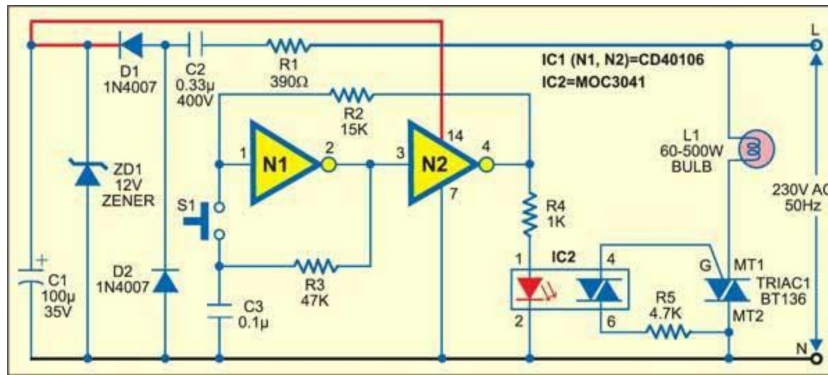 L
D1
1N4007
C2
0.33µ
400V
R1
390Ω
IC1 (N1, N2)=CD40106
IC2=MOC3041
R2
15K
14
1
N1
2
3
N2
4
7
L1
60-500W
BULB
230V AC
50Hz
ZD1
12V
ZENER
S1
R4
1K
C1
+
100µ
35V
D2
1N4007
R3
47K
C3
0.1µ
1
IC2
4
2
6
G
MT1
TRIAC1
BT136
MT2
R5
4.7K
N